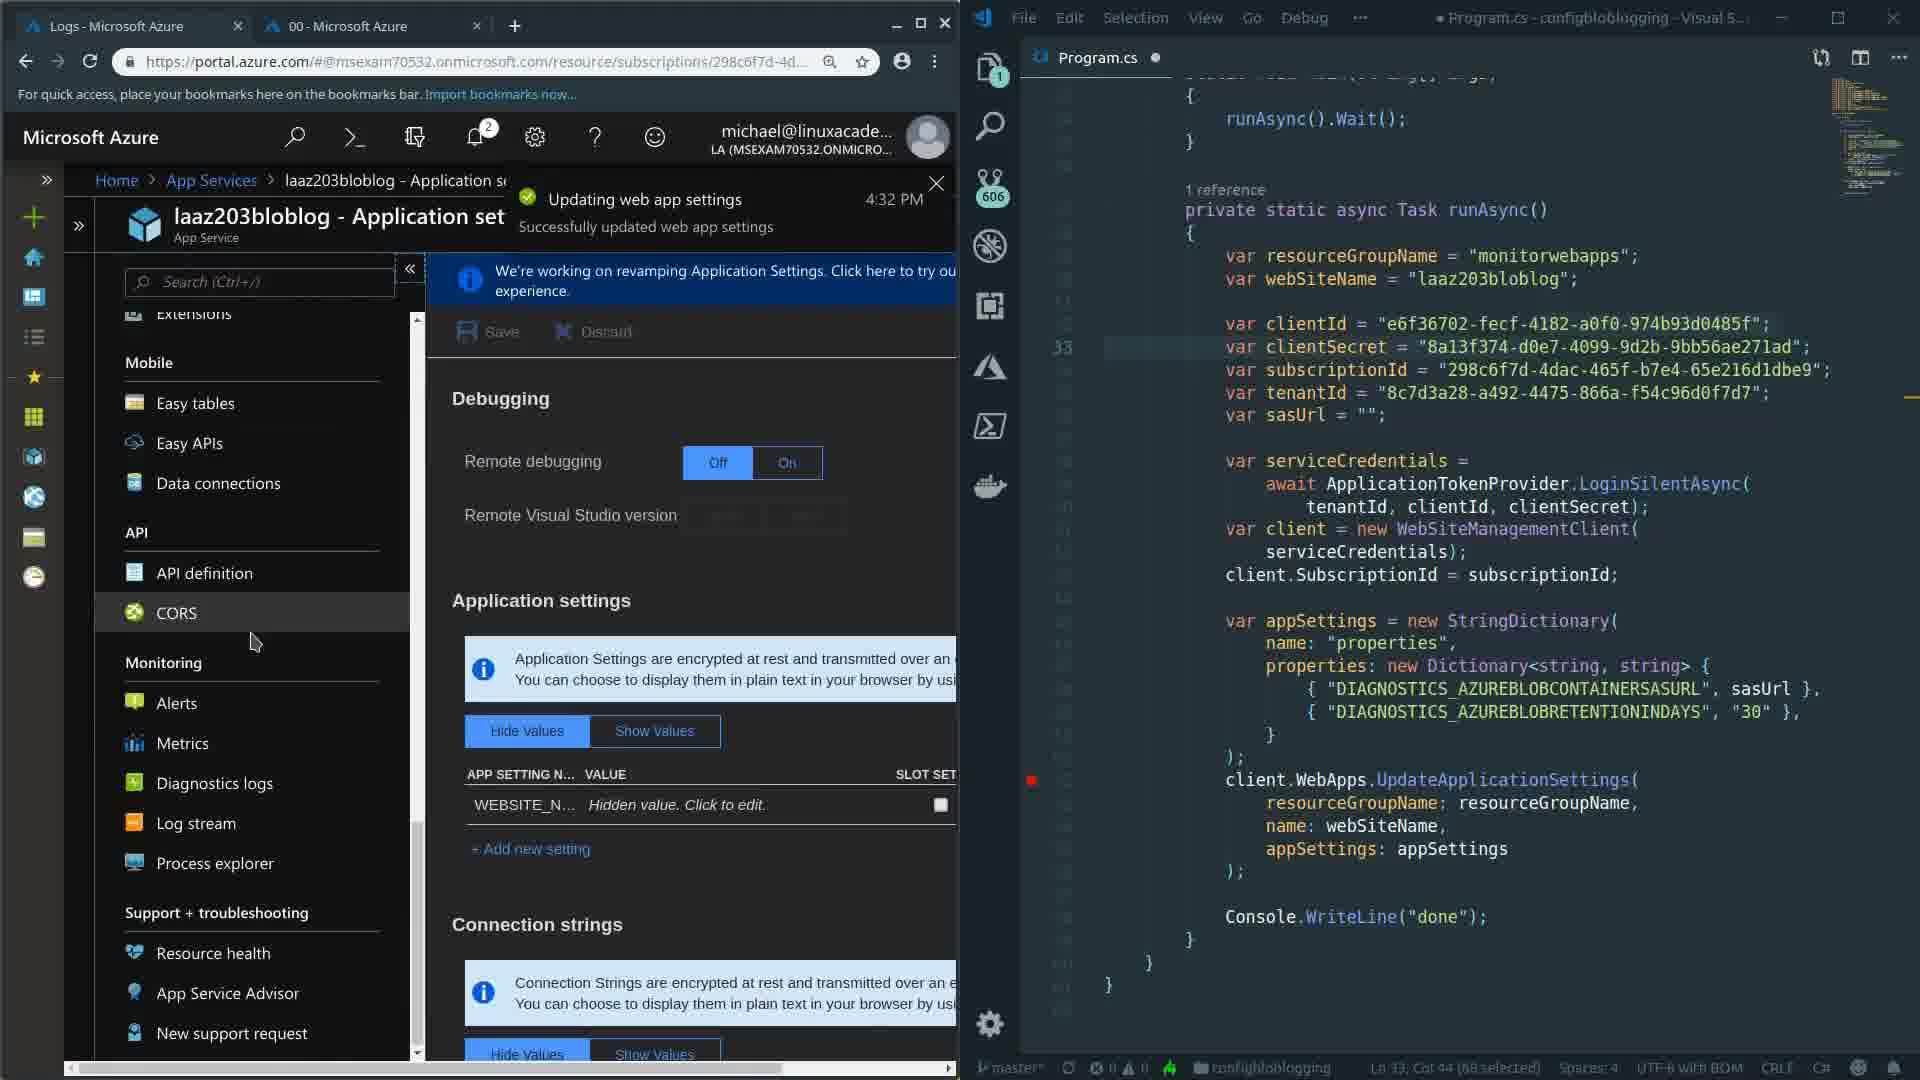 Logs - Microsoft Azure
00 - Microsoft Azure
https://portal.azure.com/#@msexam70532.onmicrosoft.com/resource/subscriptions/298c6f7d-4d...
For quick access, place your bookmarks here on the bookmarks bar. Import bookmarks now...
Microsoft Azure
2
michael@linuxacade...
LA (MSEXAM70532.ONMICRO...
Home > App Services > laaz203bloblog - Application se
laaz203bloblog - Application set
App Service
Updating web app settings 4:32 PM
Successfully updated web app settings
Search (Ctrl+/)
We're working on revamping Application Settings. Click here to try ou
experience.
Save Discard
Extensions
Mobile
Easy tables
Easy APIs
Data connections
API
API definition
CORS
Monitoring
Alerts
Metrics
Diagnostics logs
Log stream
Process explorer
Support + troubleshooting
Resource health
App Service Advisor
New support request
Debugging
Remote debugging Off On
Remote Visual Studio version
Application settings
Application Settings are encrypted at rest and transmitted over an
You can choose to display them in plain text in your browser by usi
Hide Values Show Values
APP SETTING N... VALUE SLOT SET
WEBSITE_N... Hidden value. Click to edit.
+ Add new setting
Connection strings
Connection Strings are encrypted at rest and transmitted over an e
You can choose to display them in plain text in your browser by usi
Hide Values Show Values
File Edit Selection View Go Debug ...
● Program.cs - configbloblogging - Visual S...
Program.cs ●
1
606
{
runAsync().Wait();
}
1 reference
private static async Task runAsync()
{
var resourceGroupName = "monitorwebapps";
var webSiteName = "laaz203bloblog";
var clientId = "e6f36702-fecf-4182-a0f0-974b93d0485f";
33 var clientSecret = "8a13f374-d0e7-4099-9d2b-9bb56ae271ad";
var subscriptionId = "298c6f7d-4dac-465f-b7e4-65e216d1dbe9";
var tenantId = "8c7d3a28-a492-4475-866a-f54c96d0f7d7";
var sasUrl = "";
var serviceCredentials =
await ApplicationTokenProvider.LoginSilentAsync(
tenantId, clientId, clientSecret);
var client = new WebSiteManagementClient(
serviceCredentials);
client.SubscriptionId = subscriptionId;
var appSettings = new StringDictionary(
name: "properties",
properties: new Dictionary<string, string> {
{ "DIAGNOSTICS_AZUREBLOBCONTAINERSASURL", sasUrl },
{ "DIAGNOSTICS_AZUREBLOBRETENTIONINDAYS", "30" },
}
);
client.WebApps.UpdateApplicationSettings(
resourceGroupName: resourceGroupName,
name: webSiteName,
appSettings: appSettings
);
Console.WriteLine("done");
}
}
}
master* 0 0 configbloblogging Ln 33, Col 44 (68 selected) Spaces: 4 UTF-8 with BOM CRLF C#